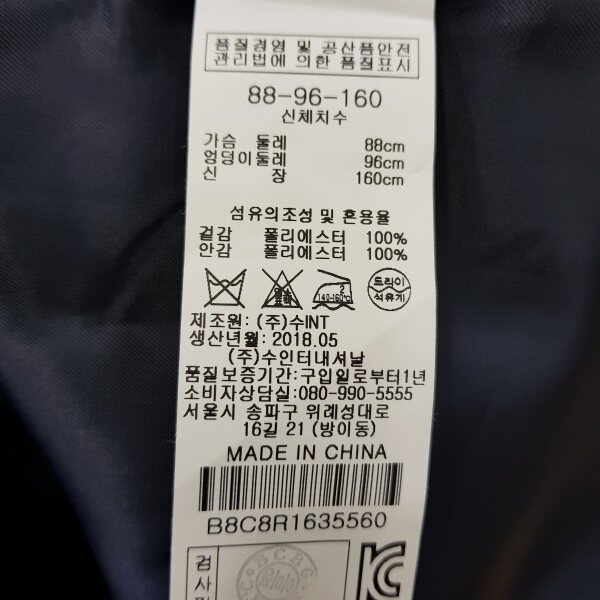 품질경영 및 공산품안전
관리법에 의한 품질표시
88-96-160
신체치수
가슴 둘레 88cm
엉덩이둘레 96cm
신 장 160cm
섬유의조성 및 혼용율
겉감 폴리에스터 100%
안감 폴리에스터 100%
2
140-160℃
드라이
석유계
제조원: (주)수INT
생산년월: 2018.05
(주)수인터내셔날
품질보증기간:구입일로부터1년
소비자상담실:080-990-5555
서울시 송파구 위례성대로
16길 21 (방이동)
MADE IN CHINA
B8C8R1635560
검
사
BCBG